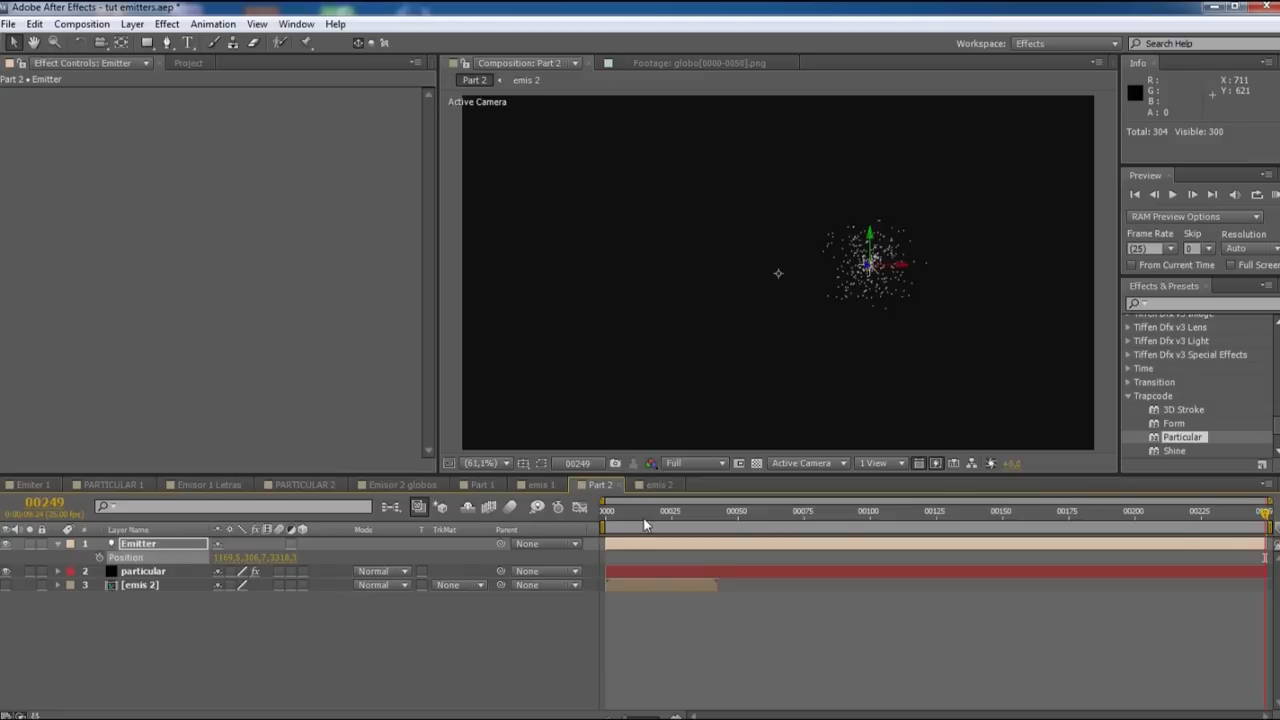 Adobe After Effects - tut emitters.aep *
File Edit Composition Layer Effect Animation View Window Help
Workspace: Effects Search Help
Effect Controls: Emitter Project
Part 2 • Emitter
Composition: Part 2 Footage: globo[0000-0050].png
Part 2 emis 2
Active Camera
Info
R :
G :
B :
A : 0
X : 711
Y : 621
Total: 304 Visible: 300
Preview
RAM Preview Options
Frame Rate Skip Resolution
(25) 0 Auto
From Current Time Full Screen
Effects & Presets
Tiffen Dfx v3 Image
Tiffen Dfx v3 Lens
Tiffen Dfx v3 Light
Tiffen Dfx v3 Special Effects
Time
Transition
Trapcode
3D Stroke
Form
Particular
Shine
(61,1%) 00249 Full Active Camera 1 View +0,0
Emiter 1 PARTICULAR 1 Emisor 1 Letras PARTICULAR 2 Emisor 2 globos Part 1 emis 1 Part 2 emis 2
00249
0:00:09:24 (25.00 fps)
0000 00025 00050 00075 00100 00125 00150 00175 00200 00225
# Layer Name Mode T TrkMat Parent
1 Emitter None
Position 1169,5,306,7,3318,3
2 particular Normal None
3 [emis 2] Normal None None